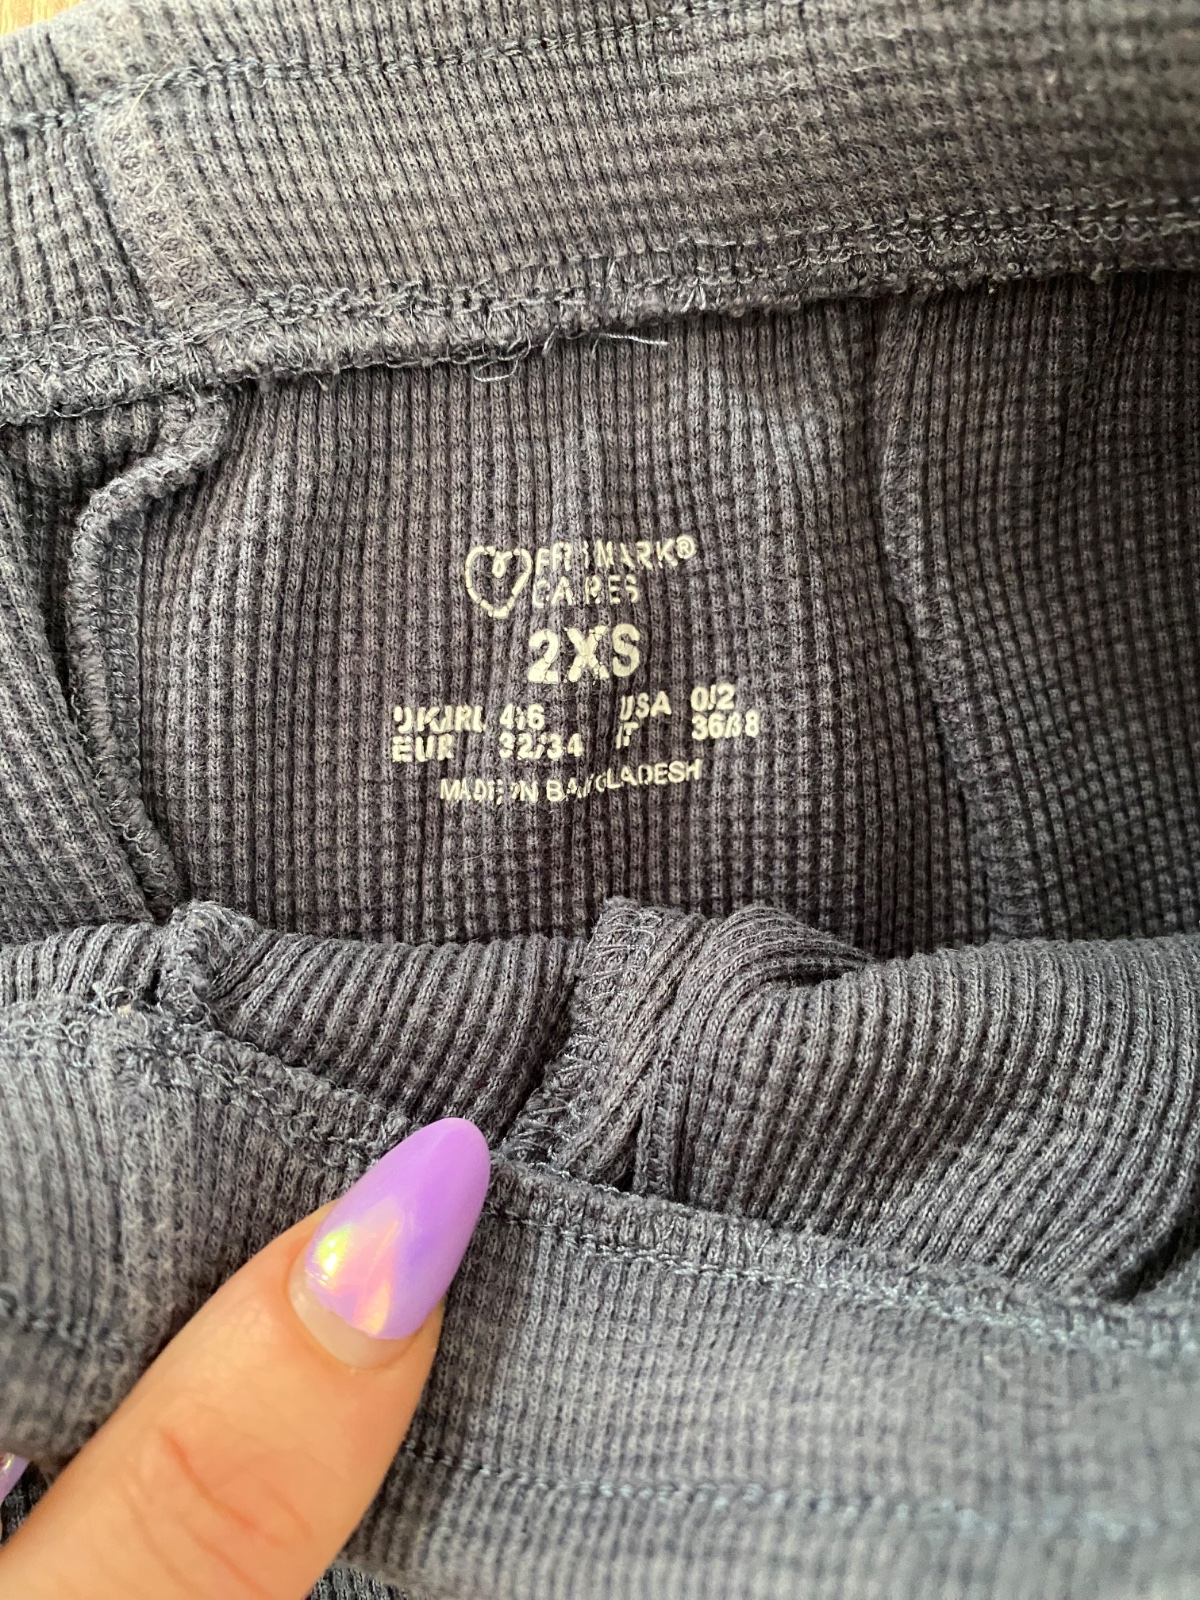 PRIMARK®
CARES
2XS
UK/IRL 4/6 USA 0/2
EUR 32/34 IT 36/38
MADE IN BANGLADESH